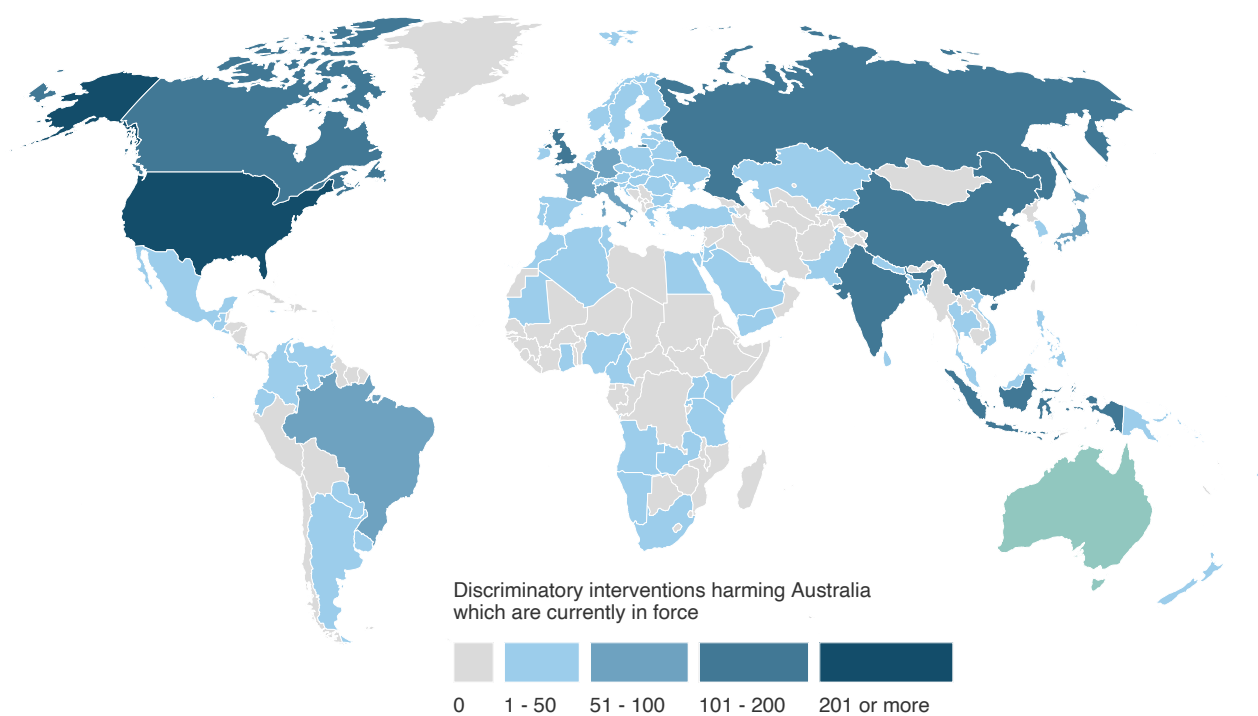 Discriminatory interventions harming Australia
which are currently in force
0
1 - 50
51 - 100
101 - 200
201 or more